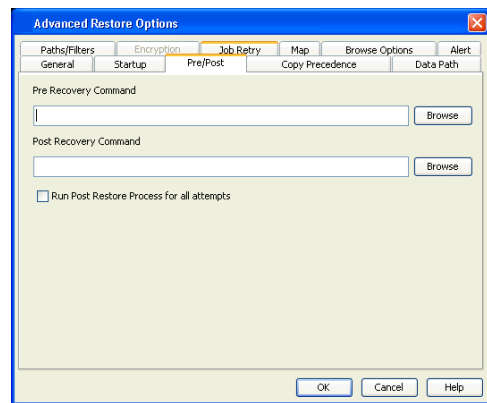 Advanced Restore Options
Paths/Filters Encryption Job Retry Map Browse Options Alert
General Startup Pre/Post Copy Precedence Data Path
Pre Recovery Command
Browse
Post Recovery Command
Browse
Run Post Restore Process for all attempts
OK Cancel Help